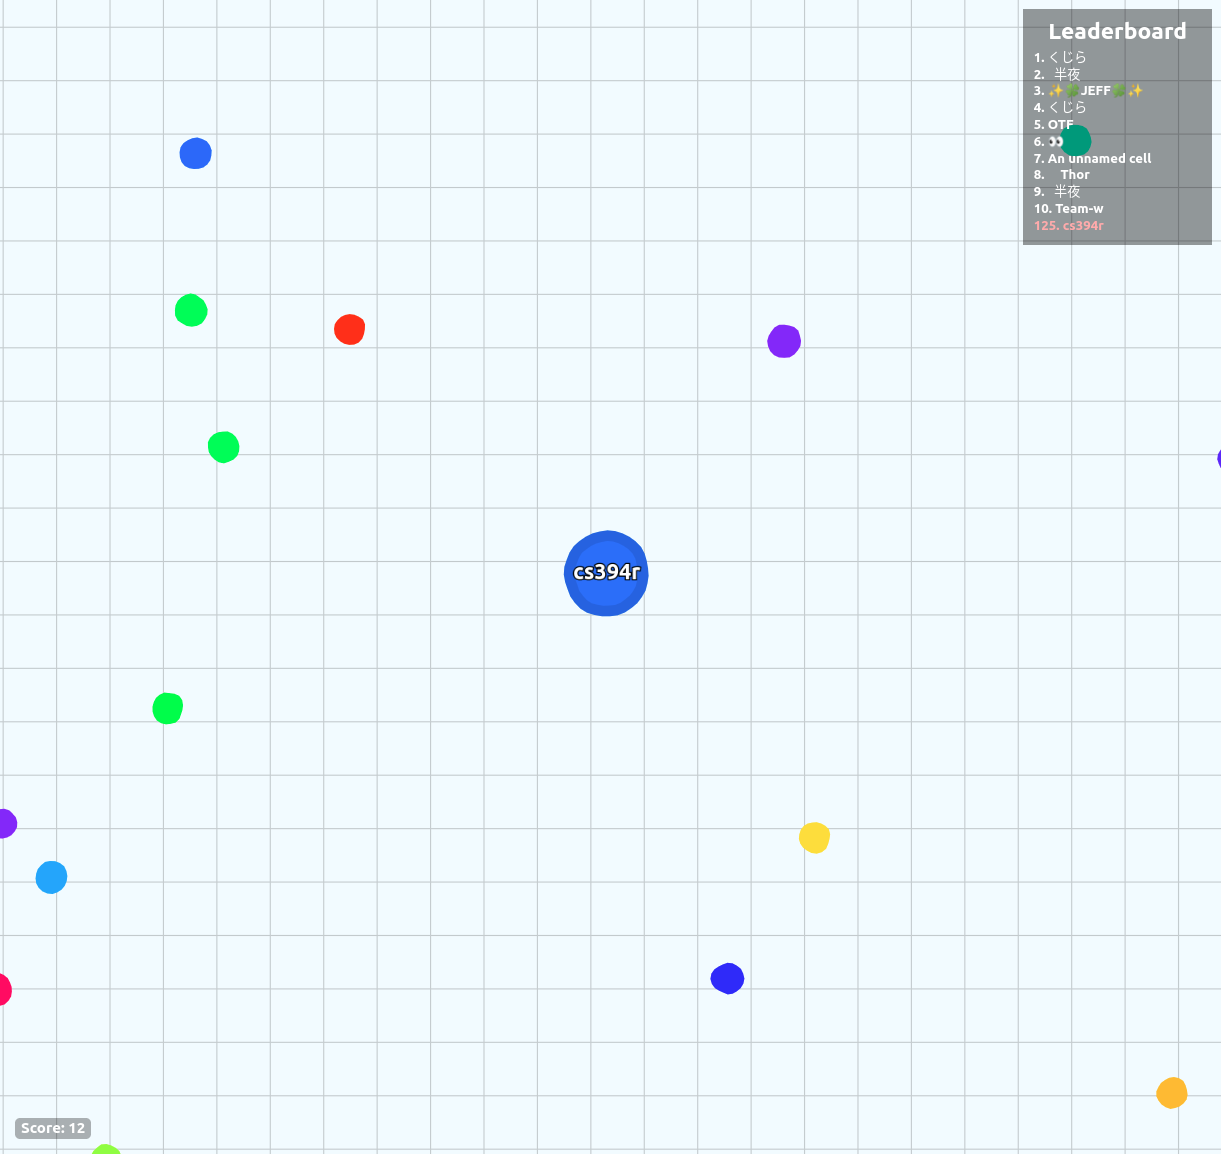 Leaderboard
1. くじら
2. 半夜
3. ✨🌿JEFF🌿✨
4. くじら
5. OTF
6. 👀
7. An unnamed cell
8. Thor
9. 半夜
10. Team-w
125. cs394r
cs394r
Score: 12